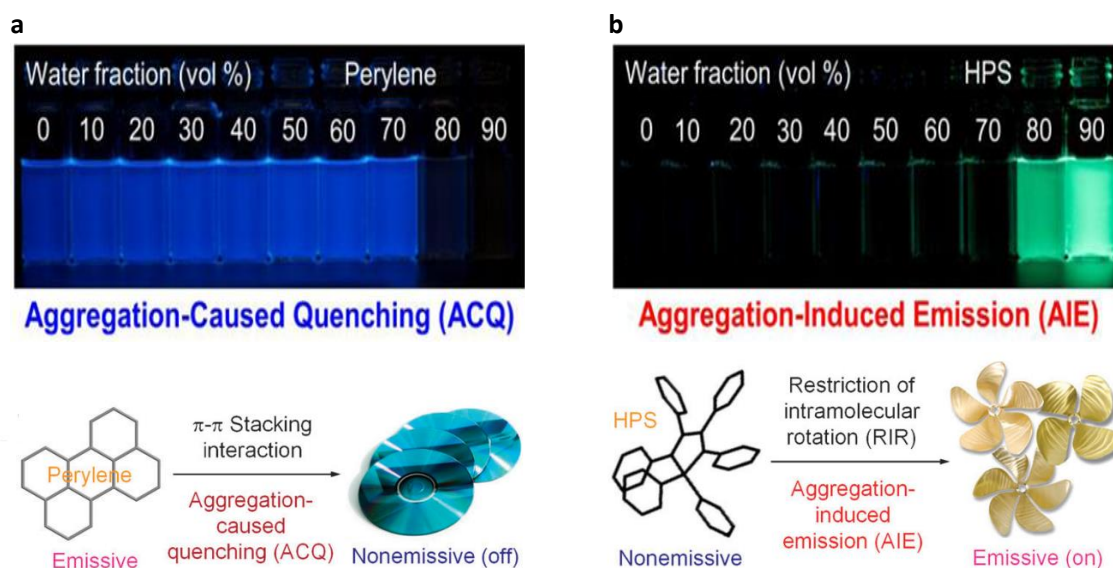 a
Water fraction (vol %) Perylene
0 10 20 30 40 50 60 70 80 90
Aggregation-Caused Quenching (ACQ)
Perylene
Emissive
π-π Stacking
interaction
Aggregation-
caused
quenching (ACQ)
Nonemissive (off)
b
Water fraction (vol %) HPS
0 10 20 30 40 50 60 70 80 90
Aggregation-Induced Emission (AIE)
HPS
Nonemissive
Restriction of
intramolecular
rotation (RIR)
Aggregation-
induced
emission (AIE)
Emissive (on)